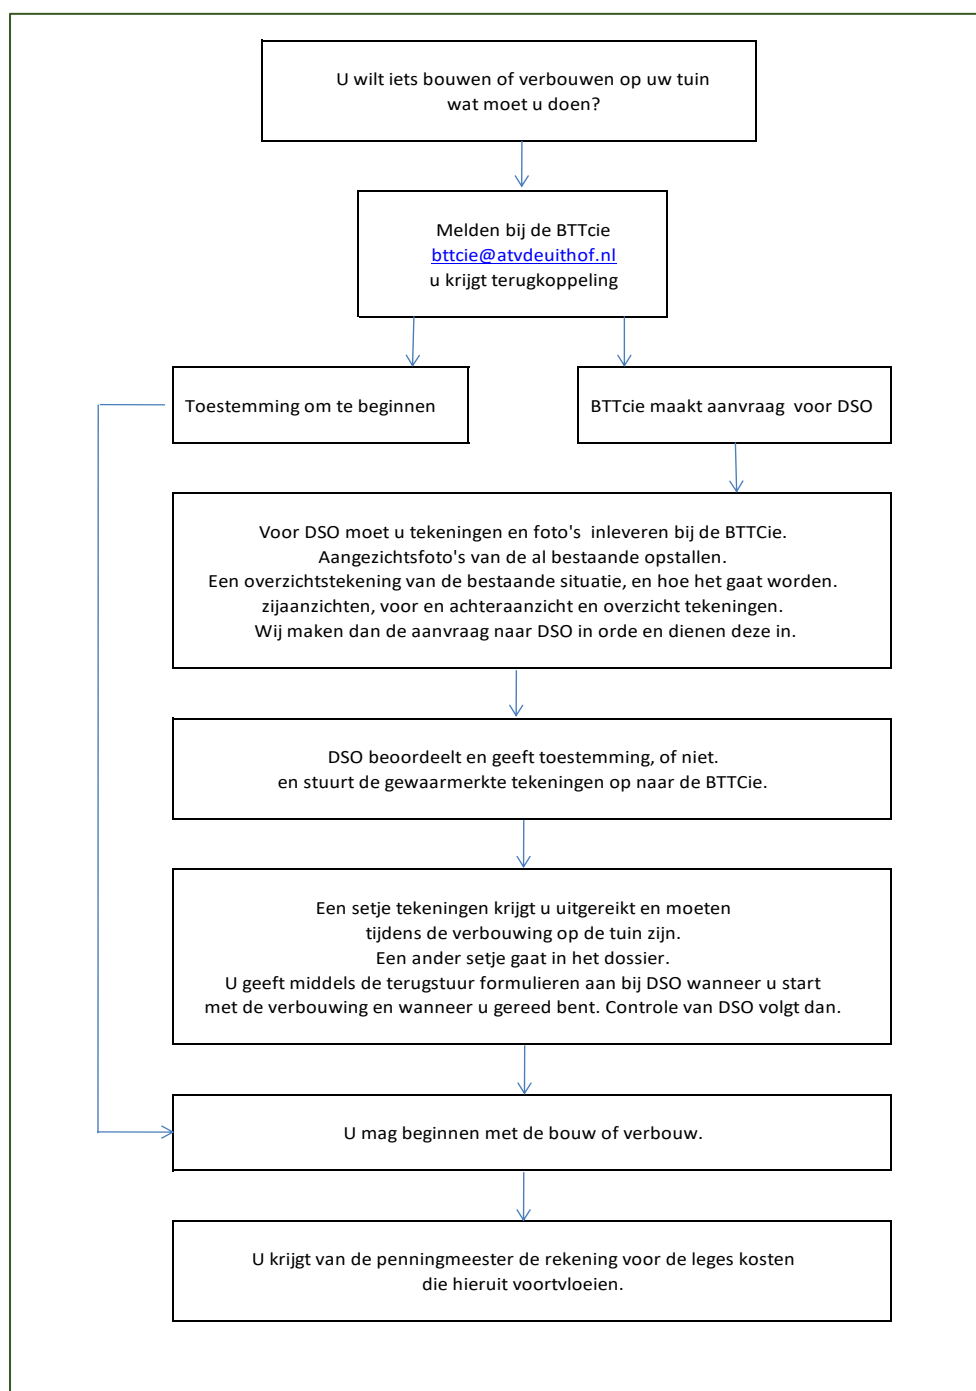 U wilt iets bouwen of verbouwen op uw tuin
wat moet u doen?
Melden bij de BTTcie
bttcie@atvdeuithof.nl
u krijgt terugkoppeling
Toestemming om te beginnen
BTTcie maakt aanvraag voor DSO
Voor DSO moet u tekeningen en foto's inleveren bij de BTTCie.
Aangezichtsfoto's van de al bestaande opstallen.
Een overzichtstekening van de bestaande situatie, en hoe het gaat worden.
zijaanzichten, voor en achteraanzicht en overzicht tekeningen.
Wij maken dan de aanvraag naar DSO in orde en dienen deze in.
DSO beoordeelt en geeft toestemming, of niet.
en stuurt de gewaarmerkte tekeningen op naar de BTTCie.
Een setje tekeningen krijgt u uitgereikt en moeten
tijdens de verbouwing op de tuin zijn.
Een ander setje gaat in het dossier.
U geeft middels de terugstuur formulieren aan bij DSO wanneer u start
met de verbouwing en wanneer u gereed bent. Controle van DSO volgt dan.
U mag beginnen met de bouw of verbouw.
U krijgt van de penningmeester de rekening voor de leges kosten
die hieruit voortvloeien.